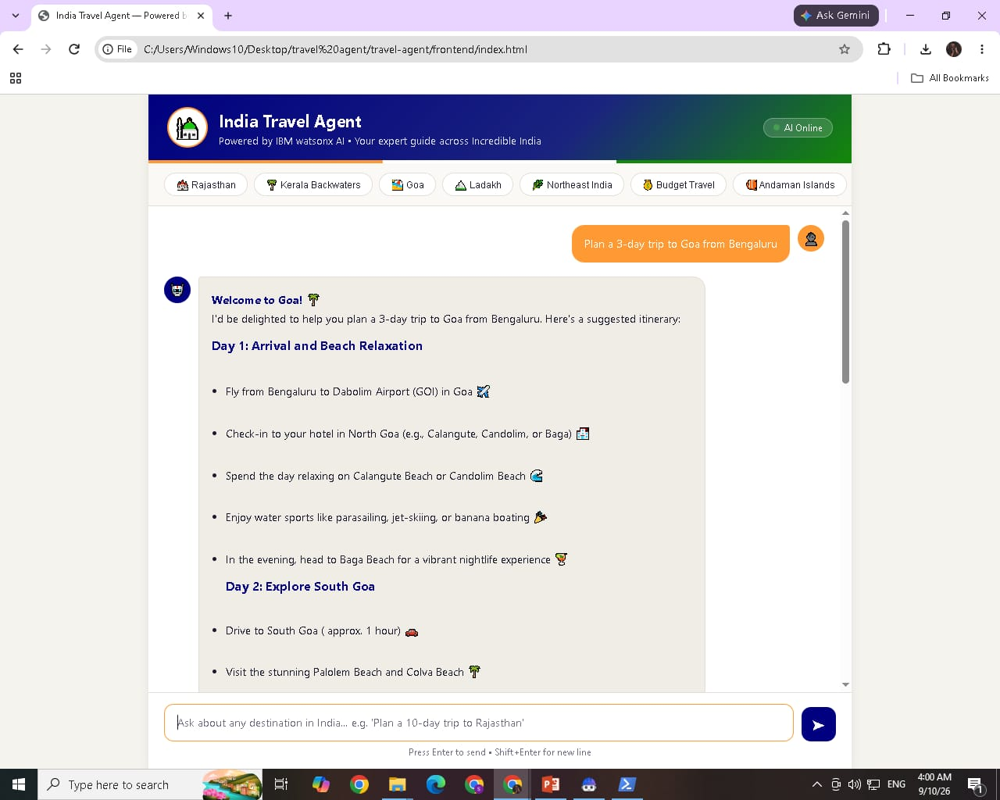 India Travel Agent — Powered b
Ask Gemini
File
C:/Users/Windows10/Desktop/travel%20agent/travel-agent/frontend/index.html
All Bookmarks
India Travel Agent
Powered by IBM watsonx AI • Your expert guide across Incredible India
AI Online
Rajasthan
Kerala Backwaters
Goa
Ladakh
Northeast India
Budget Travel
Andaman Islands
Plan a 3-day trip to Goa from Bengaluru
Welcome to Goa!
I'd be delighted to help you plan a 3-day trip to Goa from Bengaluru. Here's a suggested itinerary:
Day 1: Arrival and Beach Relaxation
• Fly from Bengaluru to Dabolim Airport (GOI) in Goa
• Check-in to your hotel in North Goa (e.g., Calangute, Candolim, or Baga)
• Spend the day relaxing on Calangute Beach or Candolim Beach
• Enjoy water sports like parasailing, jet-skiing, or banana boating
• In the evening, head to Baga Beach for a vibrant nightlife experience
Day 2: Explore South Goa
• Drive to South Goa ( approx. 1 hour)
• Visit the stunning Palolem Beach and Colva Beach
Ask about any destination in India... e.g. 'Plan a 10-day trip to Rajasthan'
Press Enter to send • Shift+Enter for new line
Type here to search
ENG
4:00 AM
9/10/26
1